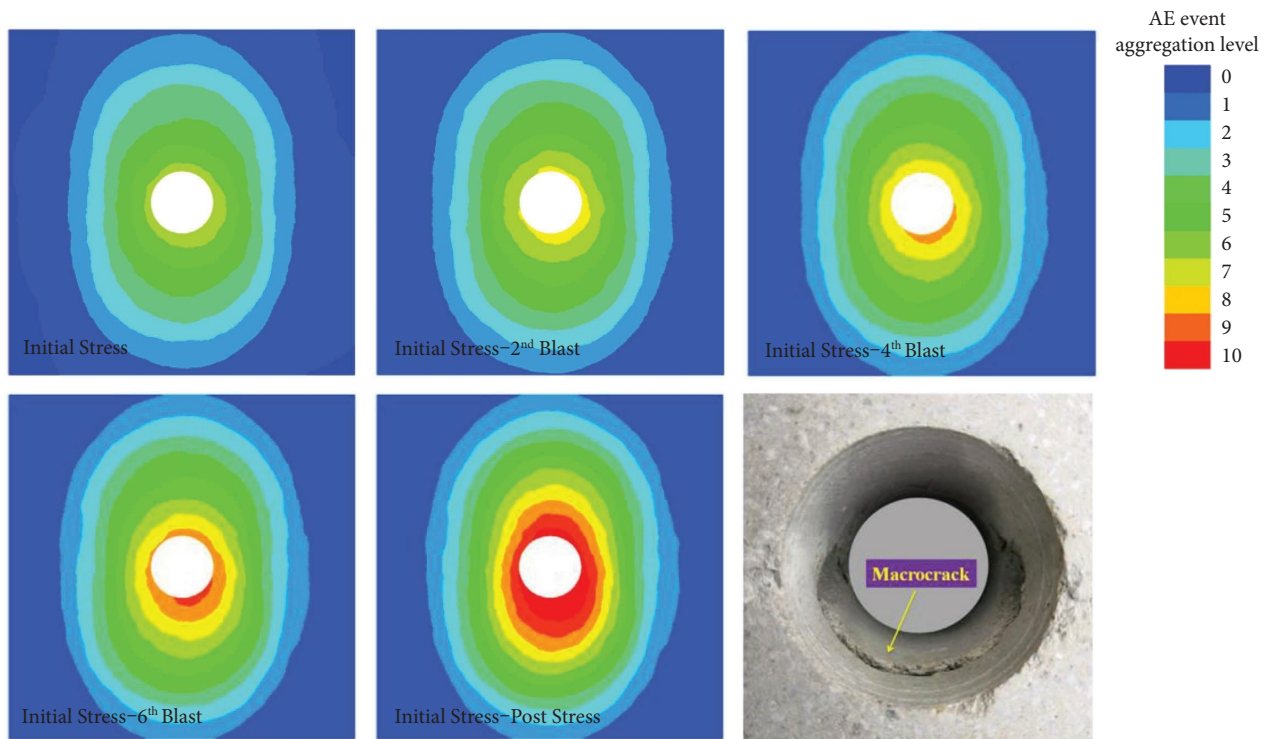 AE event
aggregation level
0
1
2
3
4
5
6
7
8
9
10
Initial Stress
Initial Stress–2nd Blast
Initial Stress–4th Blast
Initial Stress–6th Blast
Initial Stress–Post Stress
Macrocrack